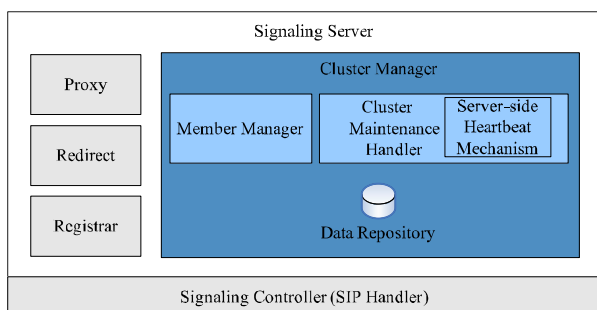 Signaling Server
Proxy
Redirect
Registrar
Cluster Manager
Member Manager
Cluster
Maintenance
Handler
Server-side
Heartbeat
Mechanism
Data Repository
Signaling Controller (SIP Handler)